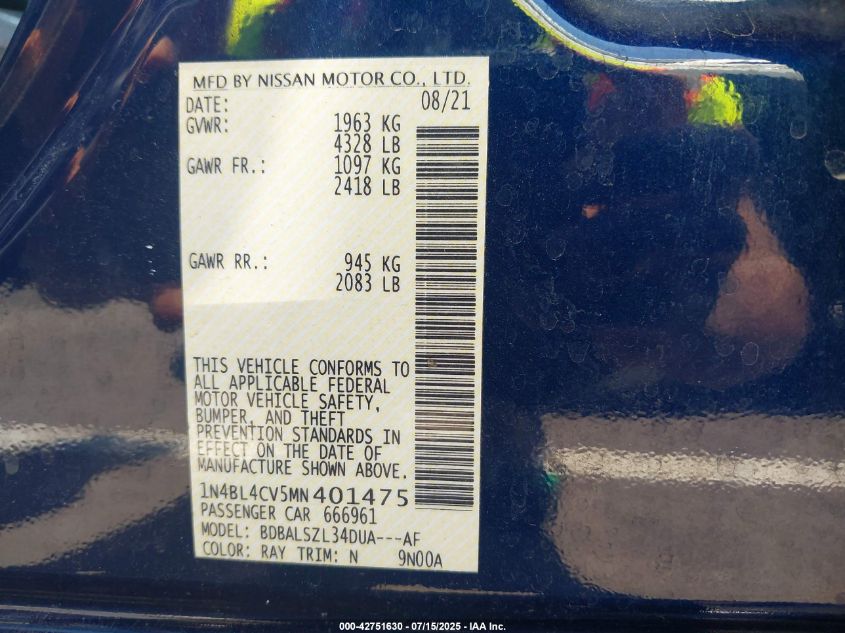 MFD BY NISSAN MOTOR CO., LTD.
DATE: 08/21
GVWR: 1963 KG
4328 LB
GAWR FR.: 1097 KG
2418 LB
GAWR RR.: 945 KG
2083 LB
THIS VEHICLE CONFORMS TO
ALL APPLICABLE FEDERAL
MOTOR VEHICLE SAFETY,
BUMPER, AND THEFT
PREVENTION STANDARDS IN
EFFECT ON THE DATE OF
MANUFACTURE SHOWN ABOVE.
1N4BL4CV5MN401475
PASSENGER CAR 666961
MODEL: BDBALSZL34DUA---AF
COLOR: RAY TRIM: N 9N00A
000-42751630 - 07/15/2025 - IAA Inc.